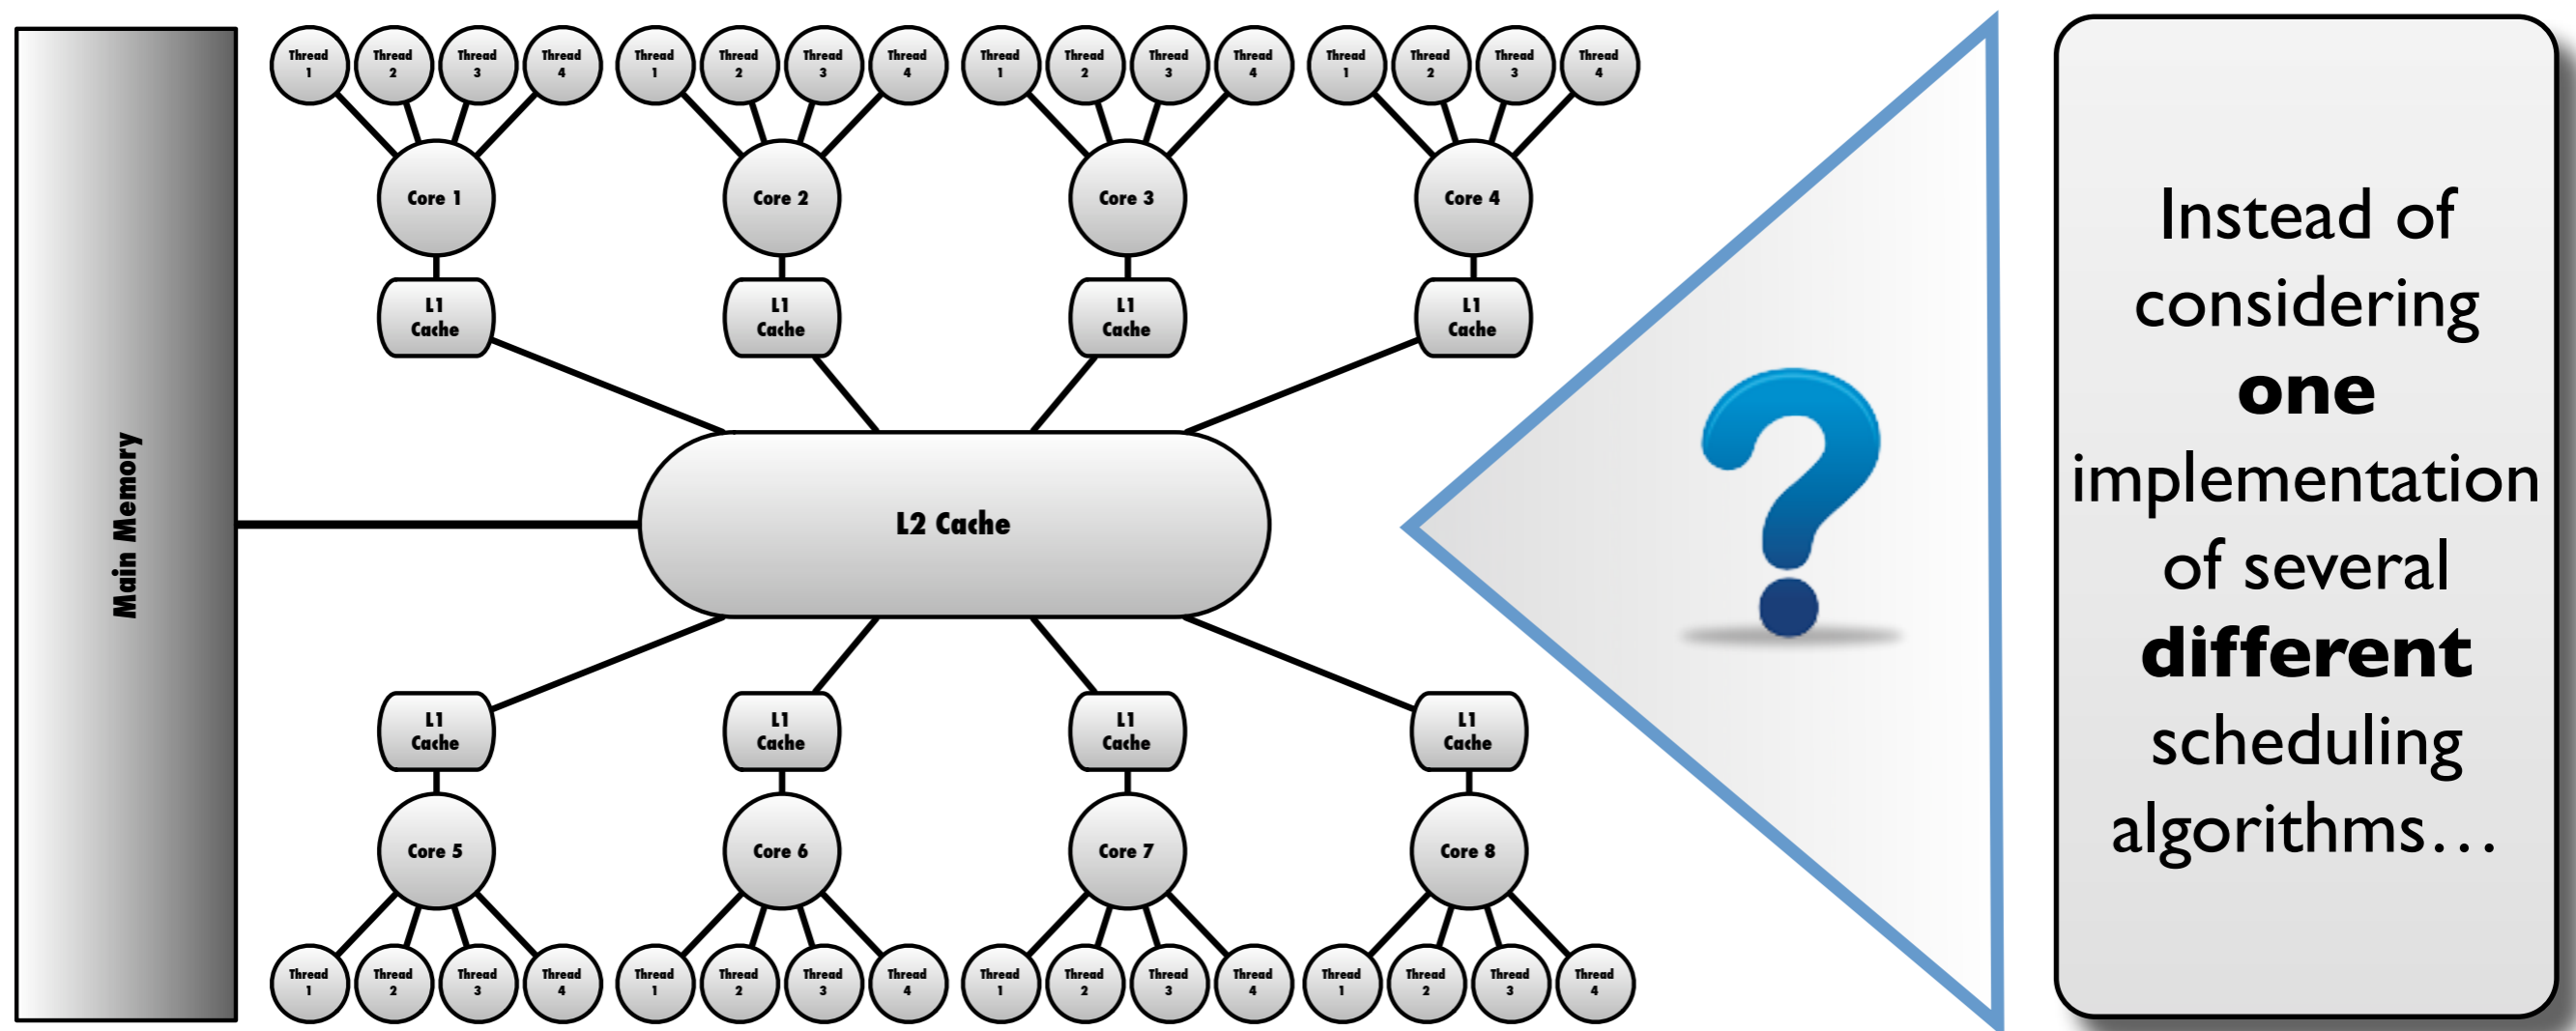 Thread
1
Thread
2
Thread
3
Thread
4
Thread
1
Thread
2
Thread
3
Thread
4
Thread
1
Thread
2
Thread
3
Thread
4
Thread
1
Thread
2
Thread
3
Thread
4
Core 1
Core 2
Core 3
Core 4
L1
Cache
L1
Cache
L1
Cache
L1
Cache
Main Memory
L2 Cache
L1
Cache
L1
Cache
L1
Cache
L1
Cache
Core 5
Core 6
Core 7
Core 8
Thread
1
Thread
2
Thread
3
Thread
4
Thread
1
Thread
2
Thread
3
Thread
4
Thread
1
Thread
2
Thread
3
Thread
4
Thread
1
Thread
2
Thread
3
Thread
4
?
Instead of
considering
one
implementation
of several
different
scheduling
algorithms…